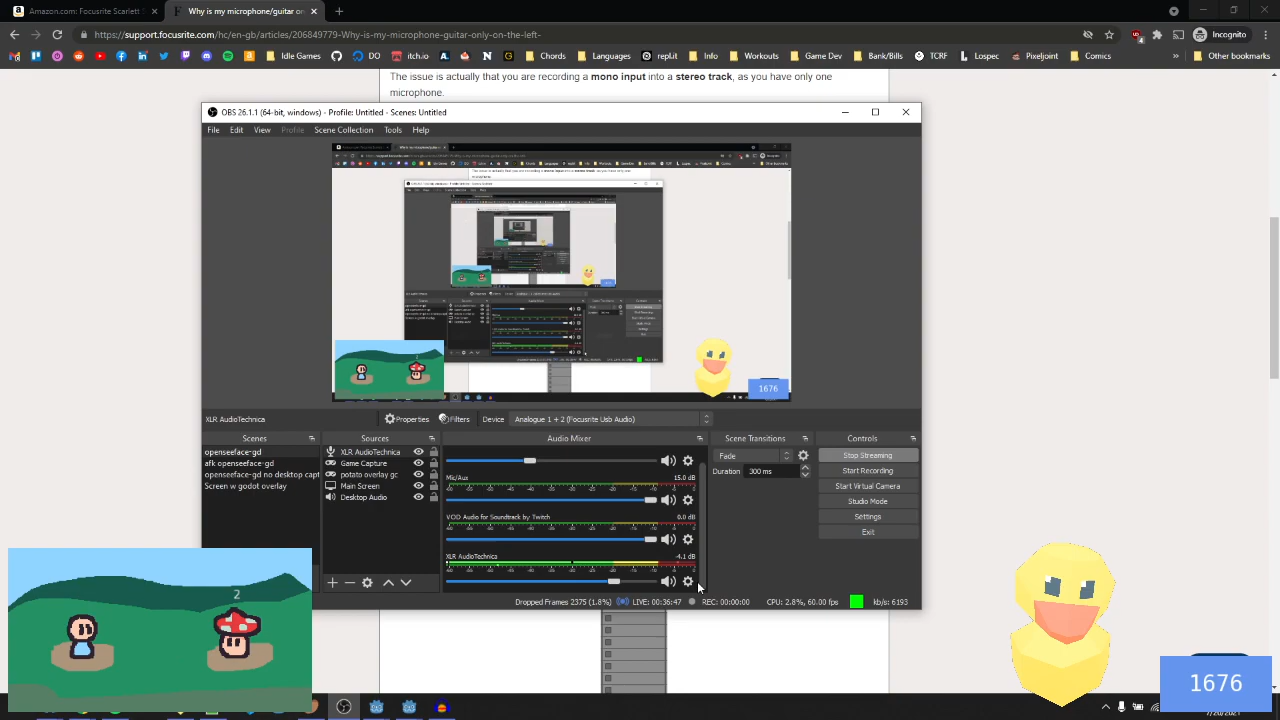 Amazon.com: Focusrite Scarlett S
Why is my microphone/guitar on
https://support.focusrite.com/hc/en-gb/articles/206849779-Why-is-my-microphone-guitar-only-on-the-left-
Incognito
itch.io
Idle Games
Chords
Languages
repl.it
Workouts
Game Dev
Bank/Bills
TCRF
Lospec
Pixeljoint
Comics
Other bookmarks
The issue is actually that you are recording a mono input into a stereo track, as you have only one
microphone.
OBS 26.1.1 (64-bit, windows) - Profile: Untitled - Scenes: Untitled
File Edit View Profile Scene Collection Tools Help
1676
XLR AudioTechnica
Properties
Filters
Device
Analogue 1 + 2 (Focusrite Usb Audio)
Scenes
openseeface-gd
afk openseeface-gd
openseeface-gd no desktop capt
Screen w godot overlay
Sources
XLR AudioTechnica
Game Capture
potato overlay gc
Main Screen
Desktop Audio
Audio Mixer
Mic/Aux 15.0 dB
VOD Audio for Soundtrack by Twitch 0.0 dB
XLR AudioTechnica -4.1 dB
Scene Transitions
Fade
Duration 300 ms
Controls
Stop Streaming
Start Recording
Start Virtual Camera
Studio Mode
Settings
Exit
Dropped Frames 2375 (1.8%) LIVE: 00:36:47 REC: 00:00:00 CPU: 2.8%, 60.00 fps kb/s: 6193
2
1676